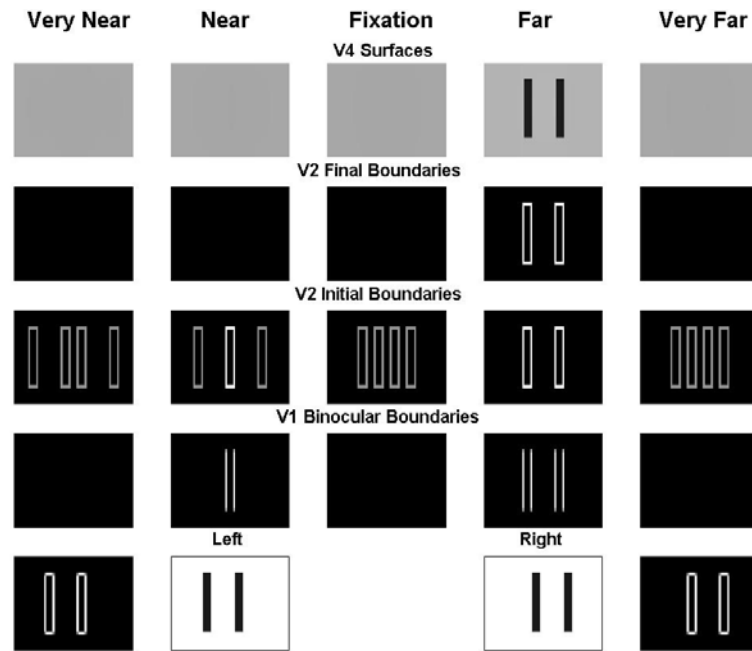 Very Near Near Fixation Far Very Far
V4 Surfaces
V2 Final Boundaries
V2 Initial Boundaries
V1 Binocular Boundaries
Left Right